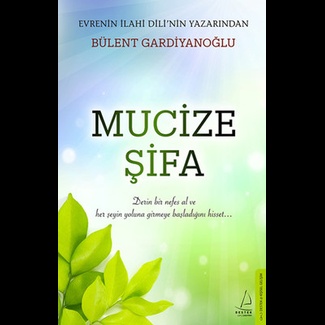 EVRENİN İLAHİ DİLİ'NİN YAZARINDAN
BÜLENT GARDİYANOĞLU
MUCİZE
ŞİFA
Derin bir nefes al ve
her şeyin yoluna girmeye başladığını hisset...
DESTEK